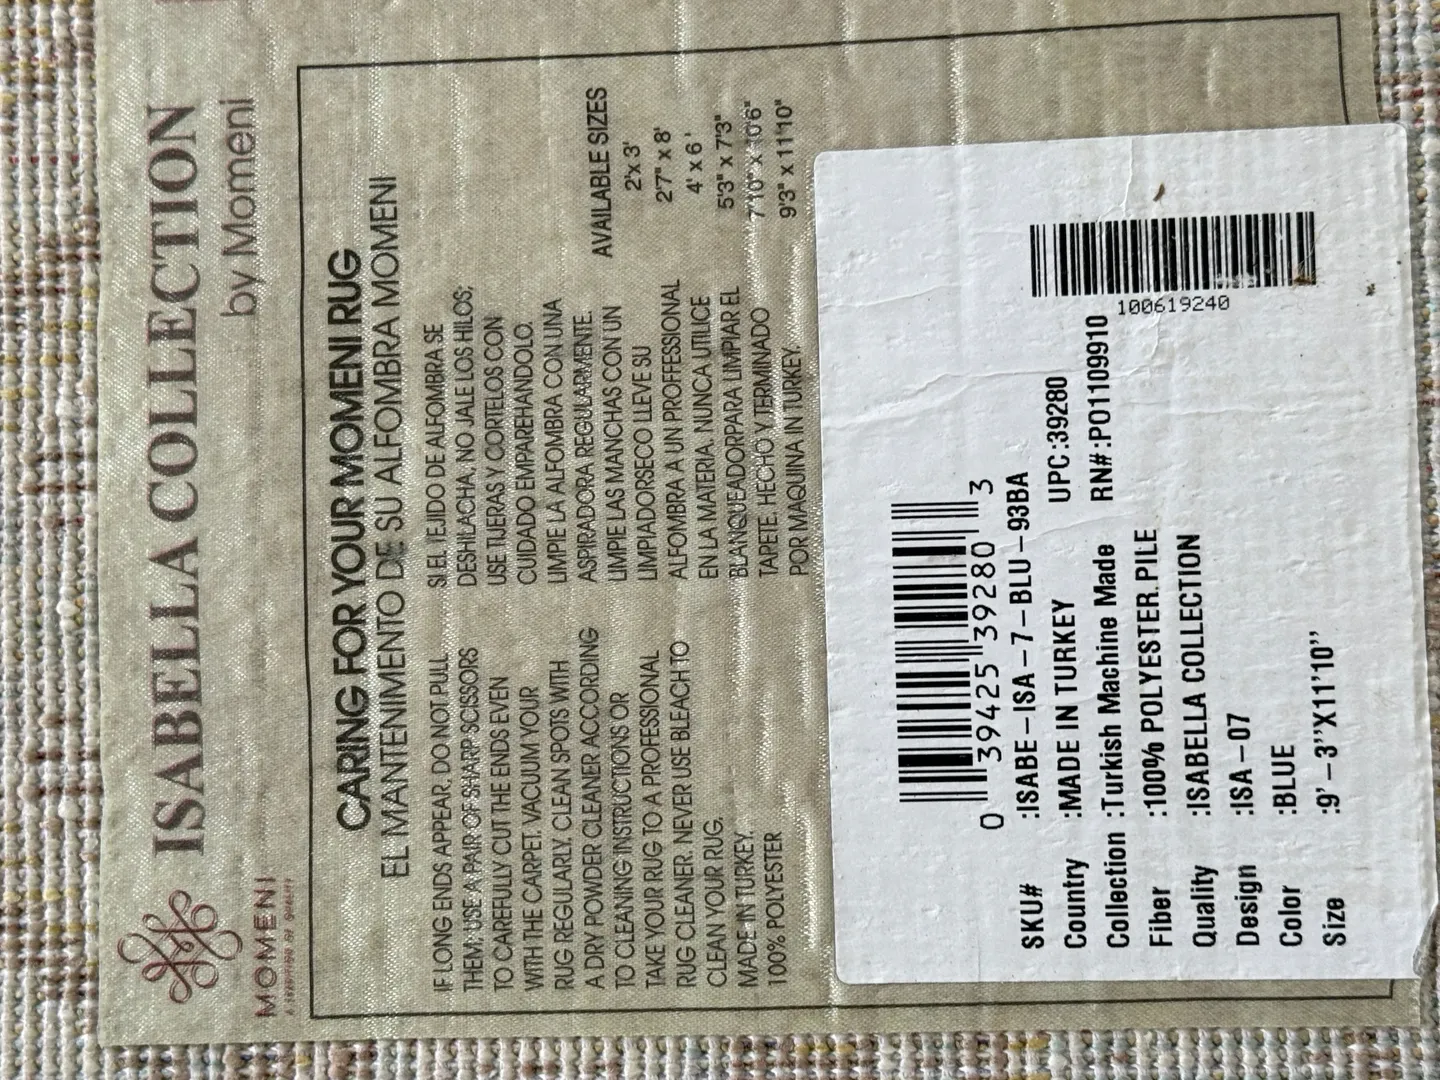 ISABELLA COLLECTION
by Momeni
MOMENI
CARING FOR YOUR MOMENI RUG
EL MANTENIMENTO DE SU ALFOMBRA MOMENI
IF LONG ENDS APPEAR, DO NOT PULL
THEM; USE A PAIR OF SHARP SCISSORS
TO CAREFULLY CUT THE ENDS EVEN
WITH THE CARPET. VACUUM YOUR
RUG REGULARLY. CLEAN SPOTS WITH
A DRY POWDER CLEANER ACCORDING
TO CLEANING INSTRUCTIONS OR
TAKE YOUR RUG TO A PROFESSIONAL
RUG CLEANER. NEVER USE BLEACH TO
CLEAN YOUR RUG.
MADE IN TURKEY.
100% POLYESTER
SI EL TEJIDO DE ALFOMBRA SE
DESHILACHA, NO JALE LOS HILOS;
USE TIJERAS Y CORTELOS CON
CUIDADO EMPAREHANDOLO.
LIMPIE LA ALFOMBRA CON UNA
ASPIRADORA REGULARMENTE.
LIMPIE LAS MANCHAS CON UN
LIMPIADORSECO LLEVE SU
ALFOMBRA A UN PROFFESSIONAL
EN LA MATERIA. NUNCA UTILICE
BLANQUEADORPARA LIMPIAR EL
TAPETE. HECHO Y TERMINADO
POR MAQUINA IN TURKEY.
AVAILABLE SIZES
2'x 3'
2'7" x 8'
4' x 6 '
5'3" x 7'3"
7'10" x 10'6"
9'3" x 11'10"
0 39425 39280 3
SKU# :ISABE-ISA-7-BLU-93BA
Country :MADE IN TURKEY UPC:39280
Collection :Turkish Machine Made RN#:PO1109910
Fiber :100% POLYESTER.PILE
Quality :ISABELLA COLLECTION
Design :ISA-07
Color :BLUE
Size :9'-3"X11'10"
100619240